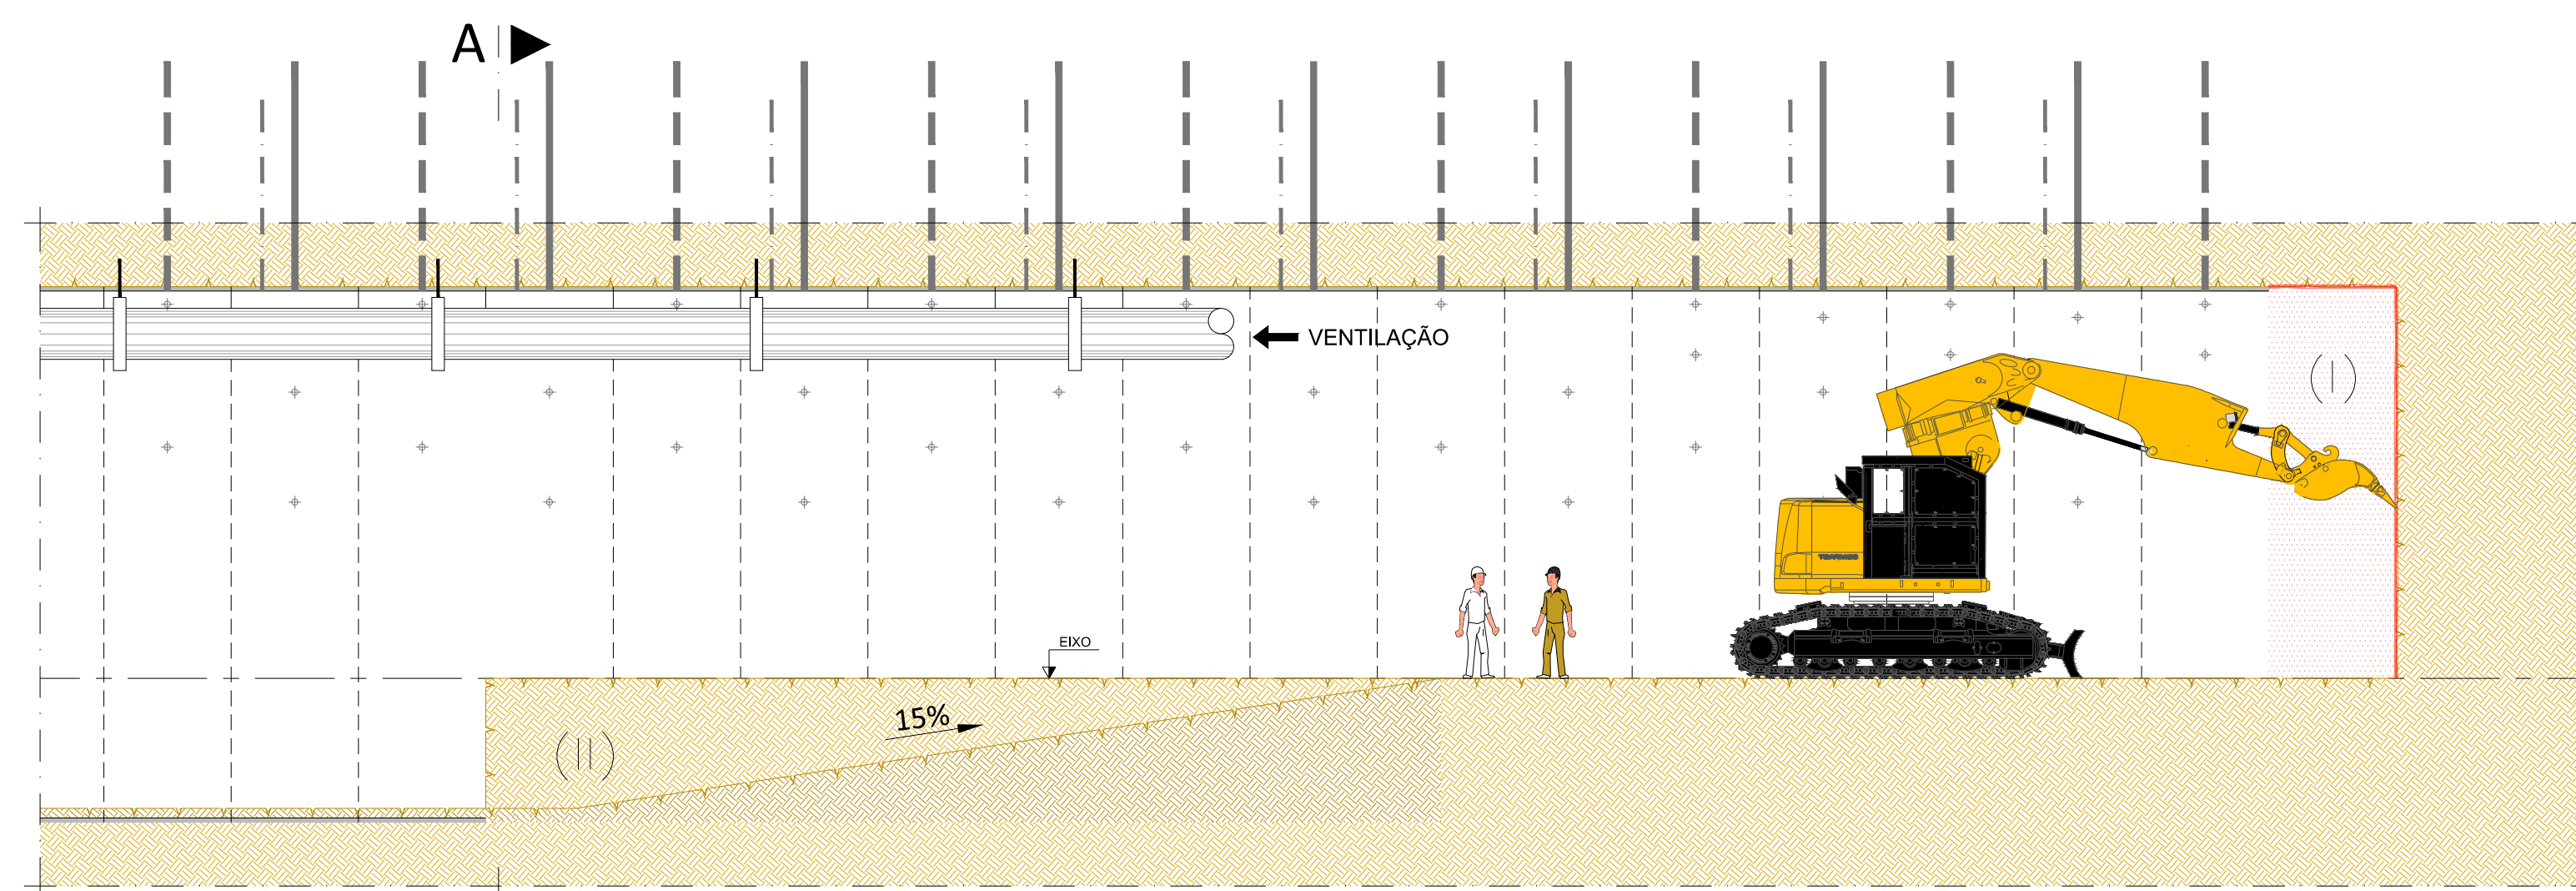 A
VENTILAÇÃO
(I)
EIXO
15%
(II)